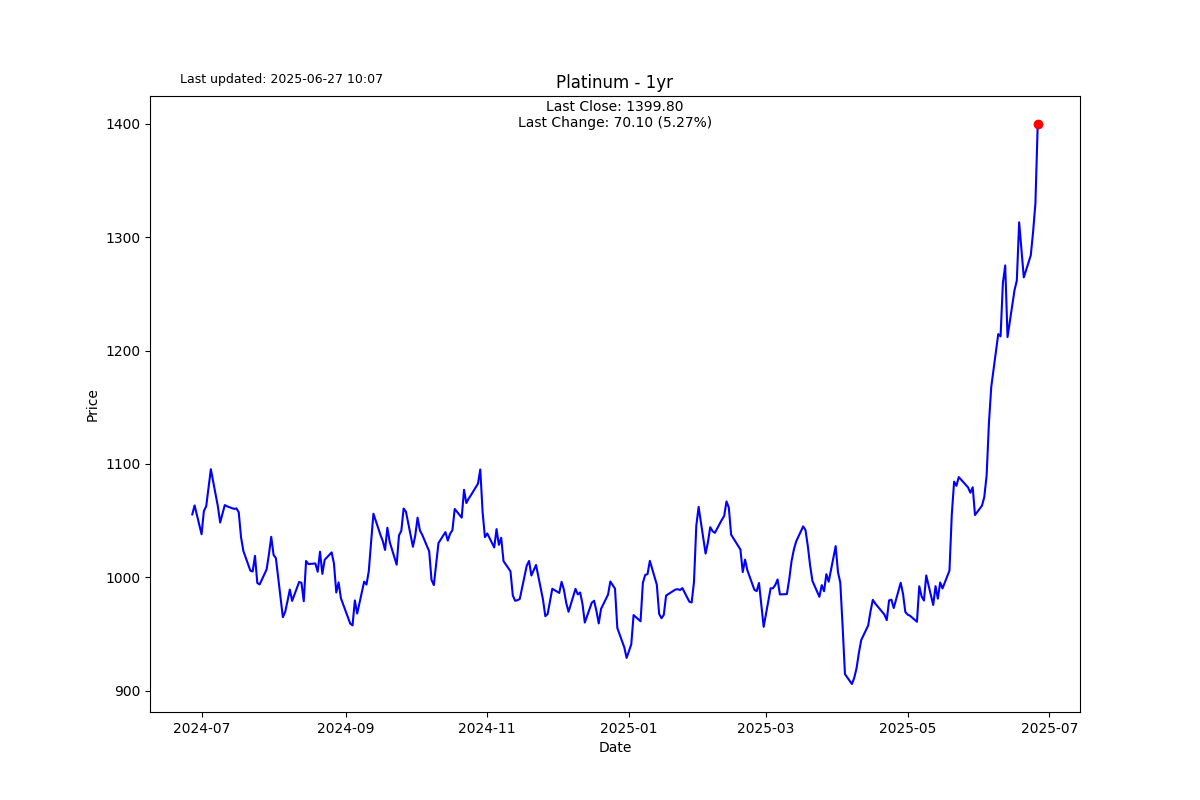 Last updated: 2025-06-27 10:07
Platinum - 1yr
Last Close: 1399.80
Last Change: 70.10 (5.27%)
1400
1300
1200
1100
1000
900
Price
2024-07
2024-09
2024-11
2025-01
2025-03
2025-05
2025-07
Date